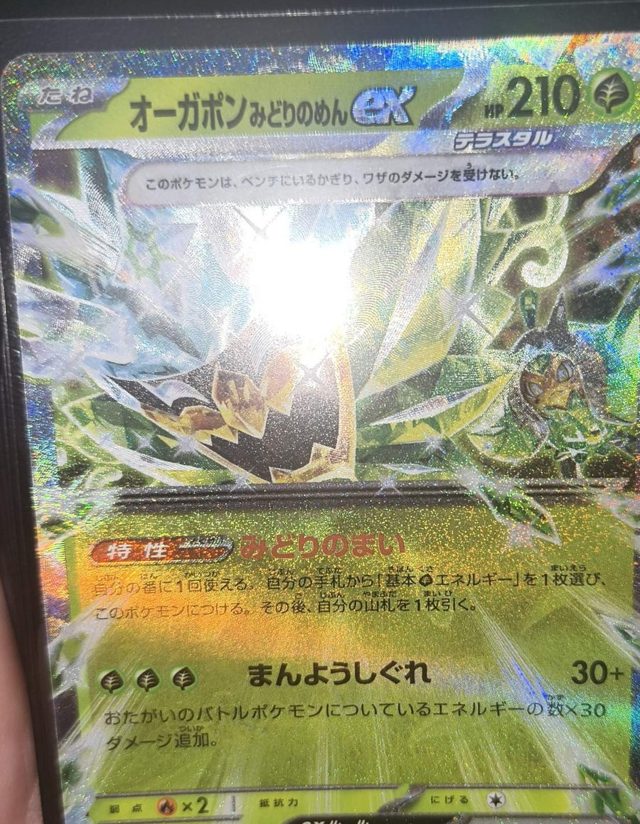 たね
オーガポン みどりのめん ex HP 210
テラスタル
このポケモンは、ベンチにいるかぎり、ワザのダメージを受けない。
特性 みどりのまい
自分の番に1回使える。自分の手札から「基本エネルギー」を1枚選び、
このポケモンにつける。その後、自分の山札を1枚引く。
まんようしぐれ 30+
おたがいのバトルポケモンについているエネルギーの数×30
ダメージ追加。
弱点 ×2 抵抗力 にげる